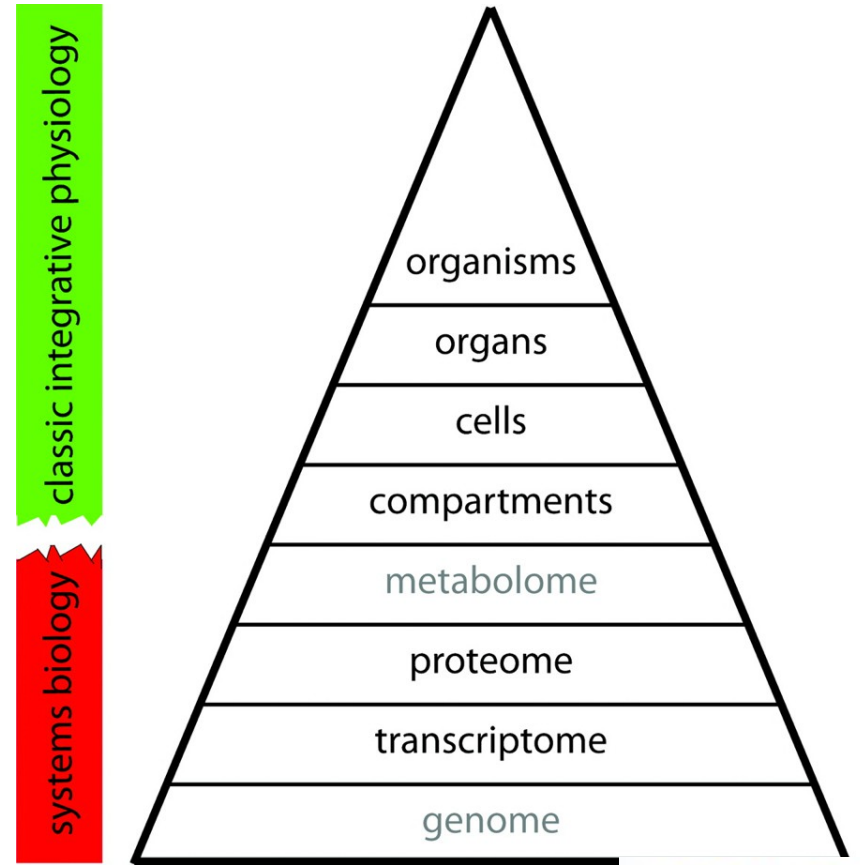 classic integrative physiology
systems biology
organisms
organs
cells
compartments
metabolome
proteome
transcriptome
genome